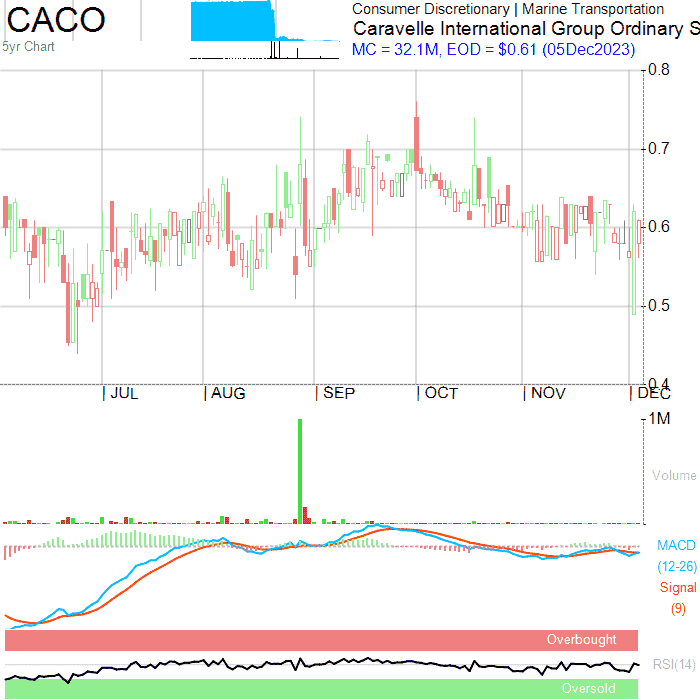 CACO
5yr Chart
Consumer Discretionary | Marine Transportation
Caravelle International Group Ordinary S
MC = 32.1M, EOD = $0.61 (05Dec2023)
0.8
0.7
0.6
0.5
0.4
JUL AUG SEP OCT NOV DEC
1M
Volume
MACD
(12-26)
Signal
(9)
Overbought
RSI(14)
Oversold